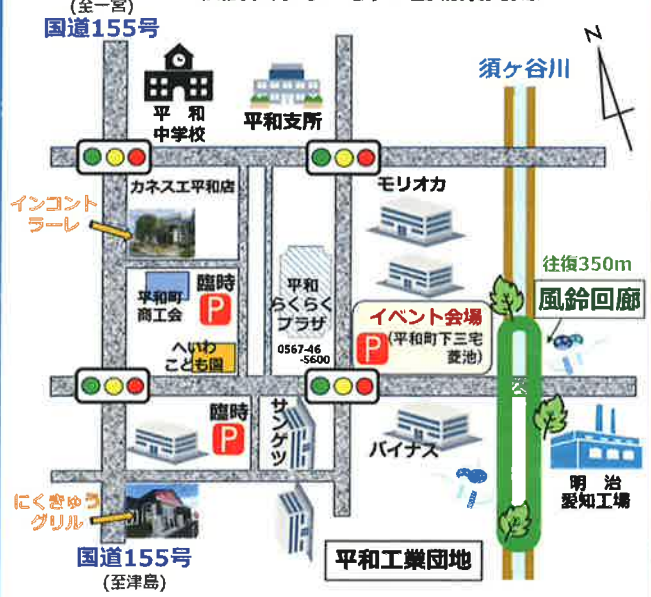 (至一宮)
国道155号
N
須ヶ谷川
平　和
中学校
平和支所
カネスエ平和店
モリオカ
インコント
ラーレ
往復350m
風鈴回廊
臨時
P
平和町
商工会
平和
らくらく
プラザ
0567-46
-5600
イベント会場
P
(平和町下三宅
菱池)
へいわ
こども園
臨時
P
サンゲツ
パイナス
明　治
愛知工場
にくきゅう
グリル
国道155号
(至津島)
平和工業団地